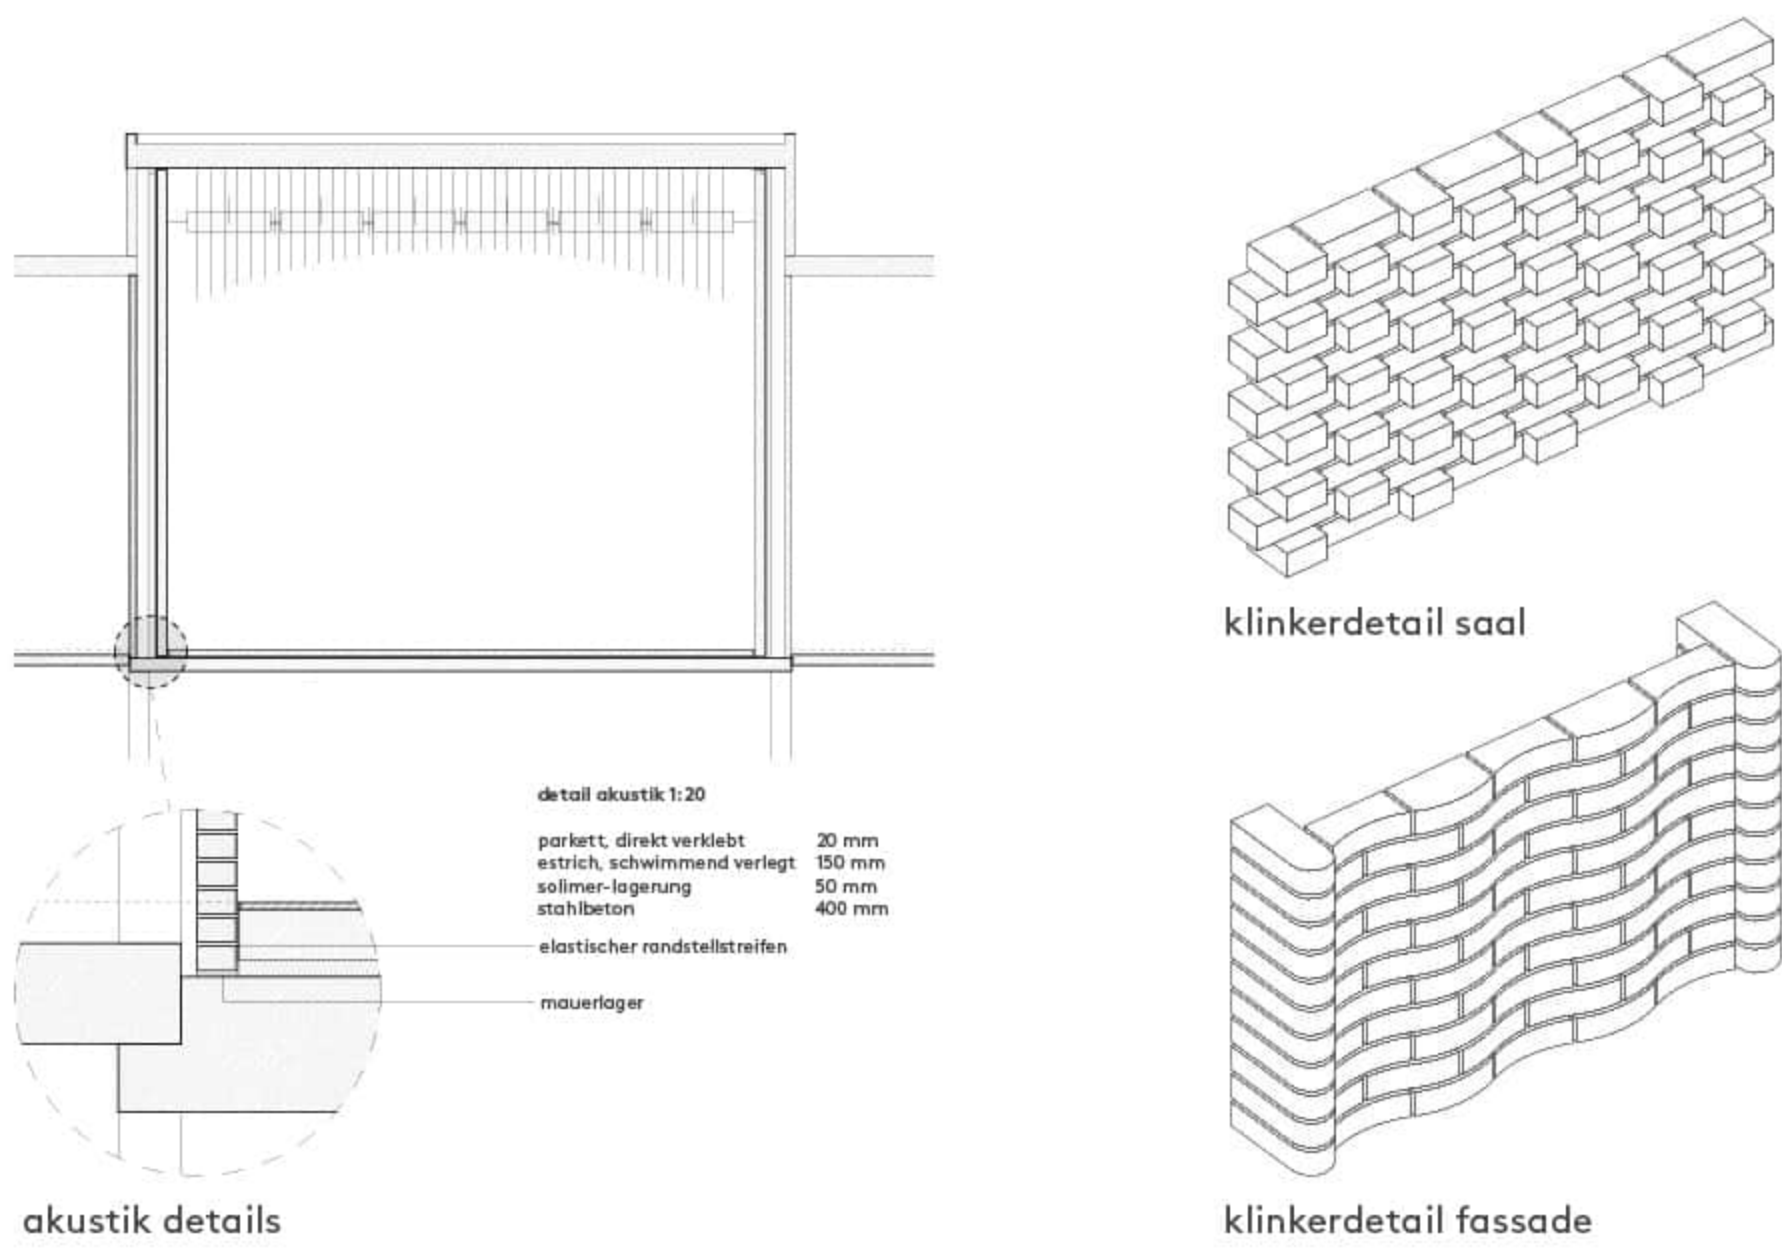 klinkerdetail saal
detail akustik 1:20
parkett, direkt verklebt 20 mm
estrich, schwimmend verlegt 150 mm
solimer-lagerung 50 mm
stahlbeton 400 mm
elastischer randstellstreifen
mauerlager
akustik details
klinkerdetail fassade